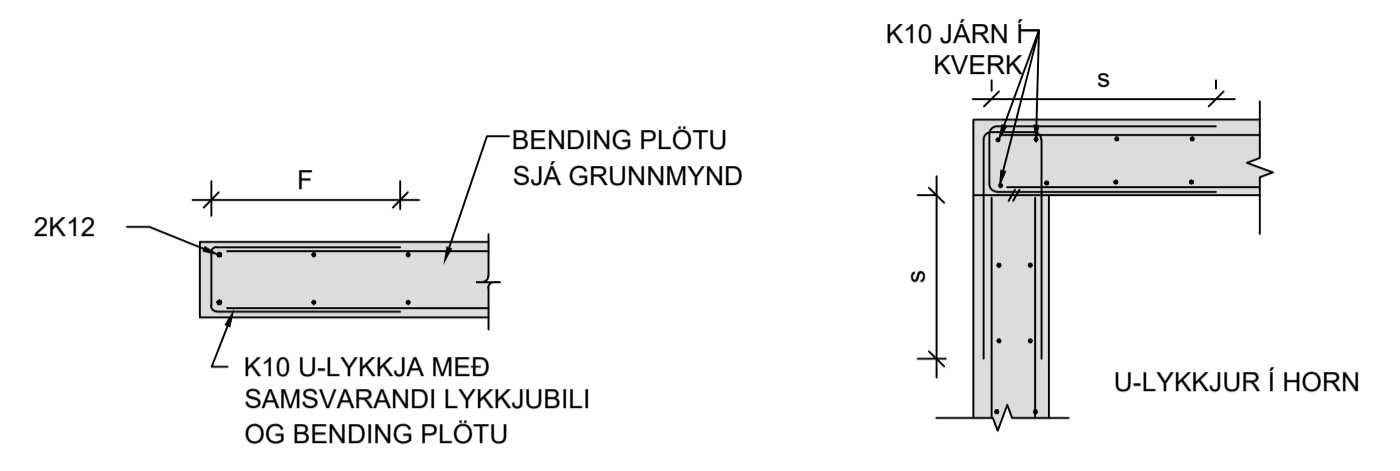 F
2K12
BENDING PLÖTU
SJÁ GRUNNMYND
K10 U-LYKKJA MEÐ
SAMSVARANDI LYKKJUBILI
OG BENDING PLÖTU
K10 JÁRN Í
KVERK
s
s
U-LYKKJUR Í HORN